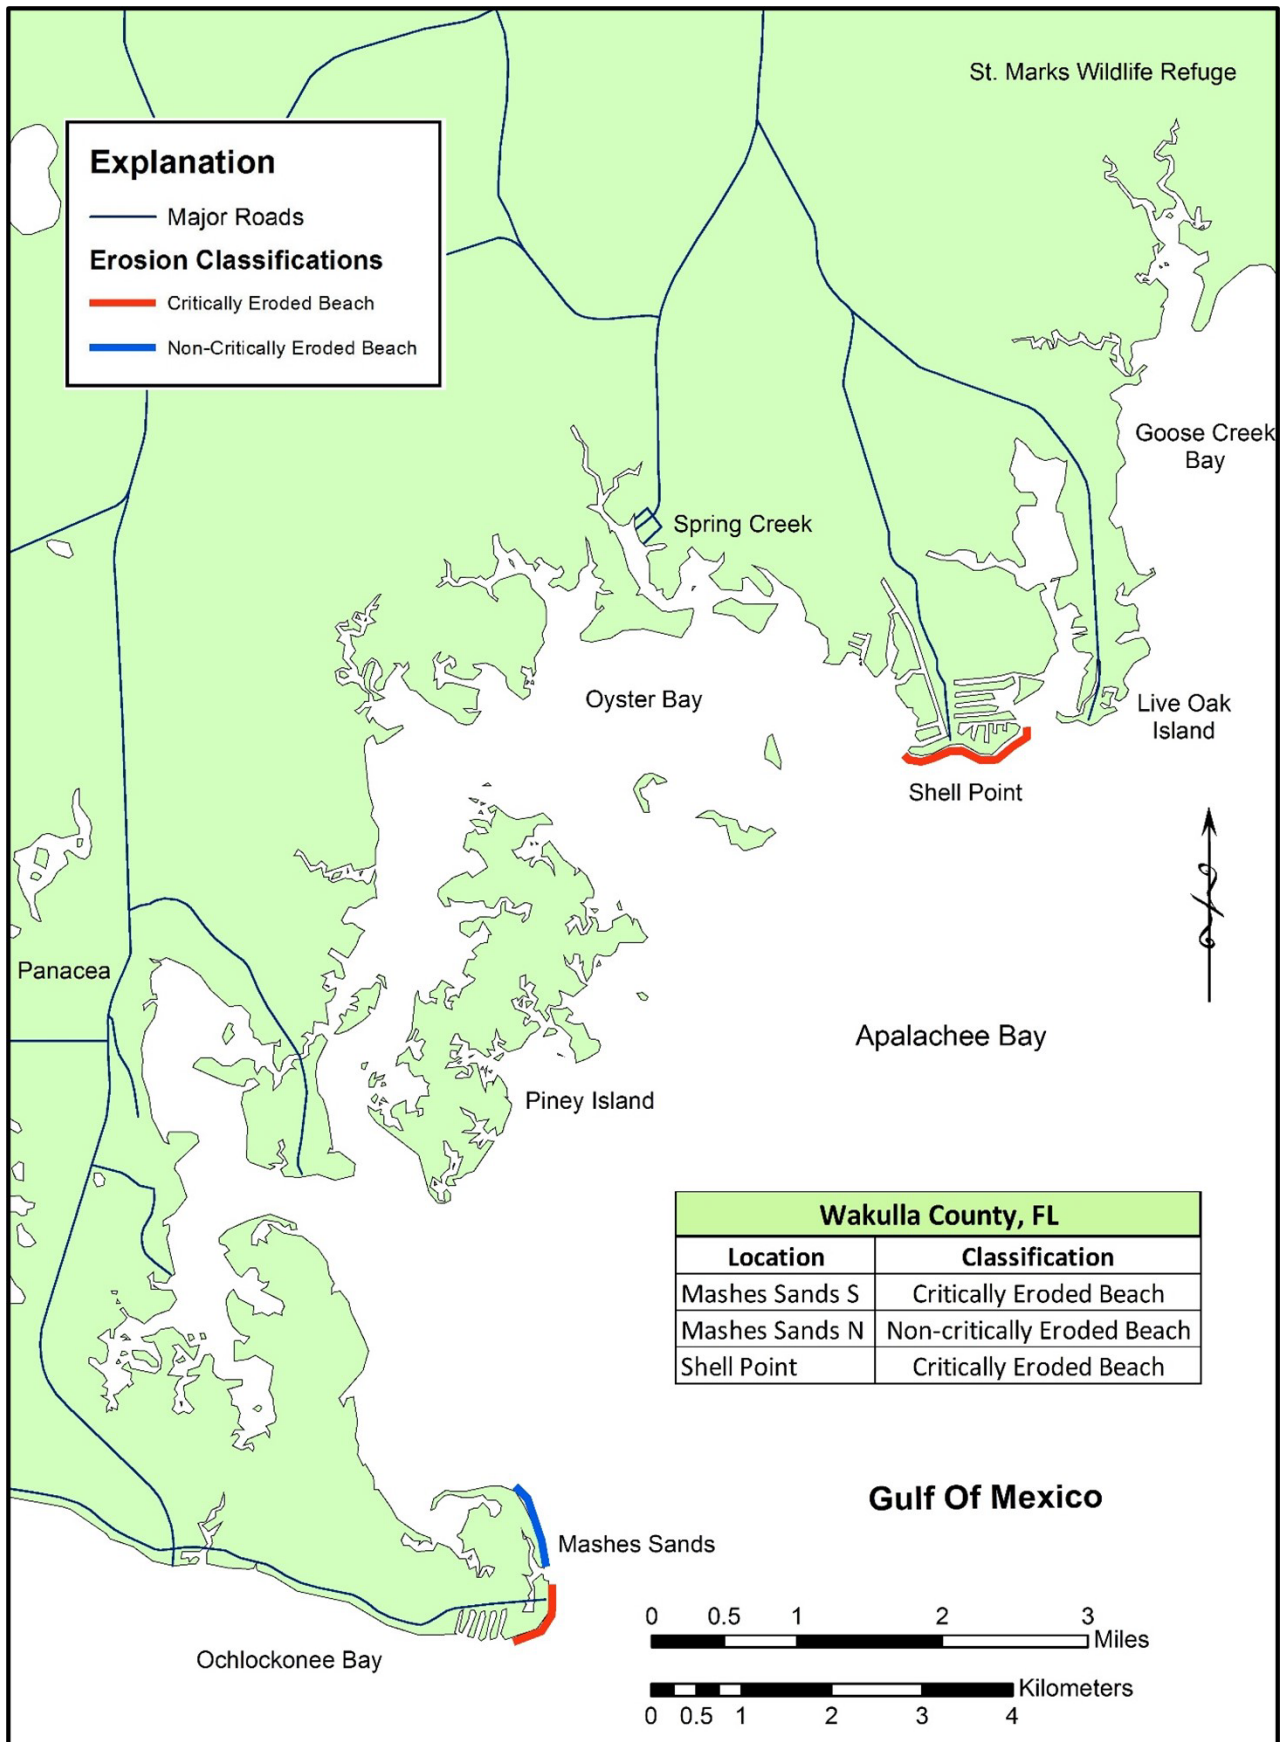 St. Marks Wildlife Refuge
Explanation
Major Roads
Erosion Classifications
Critically Eroded Beach
Non-Critically Eroded Beach
Goose Creek
Bay
Spring Creek
Oyster Bay
Live Oak
Island
Shell Point
Panacea
Apalachee Bay
Piney Island
Wakulla County, FL
Location Classification
Mashes Sands S Critically Eroded Beach
Mashes Sands N Non-critically Eroded Beach
Shell Point Critically Eroded Beach
Gulf Of Mexico
Mashes Sands
Ochlockonee Bay
0 0.5 1 2 3
Miles
Kilometers
0 0.5 1 2 3 4